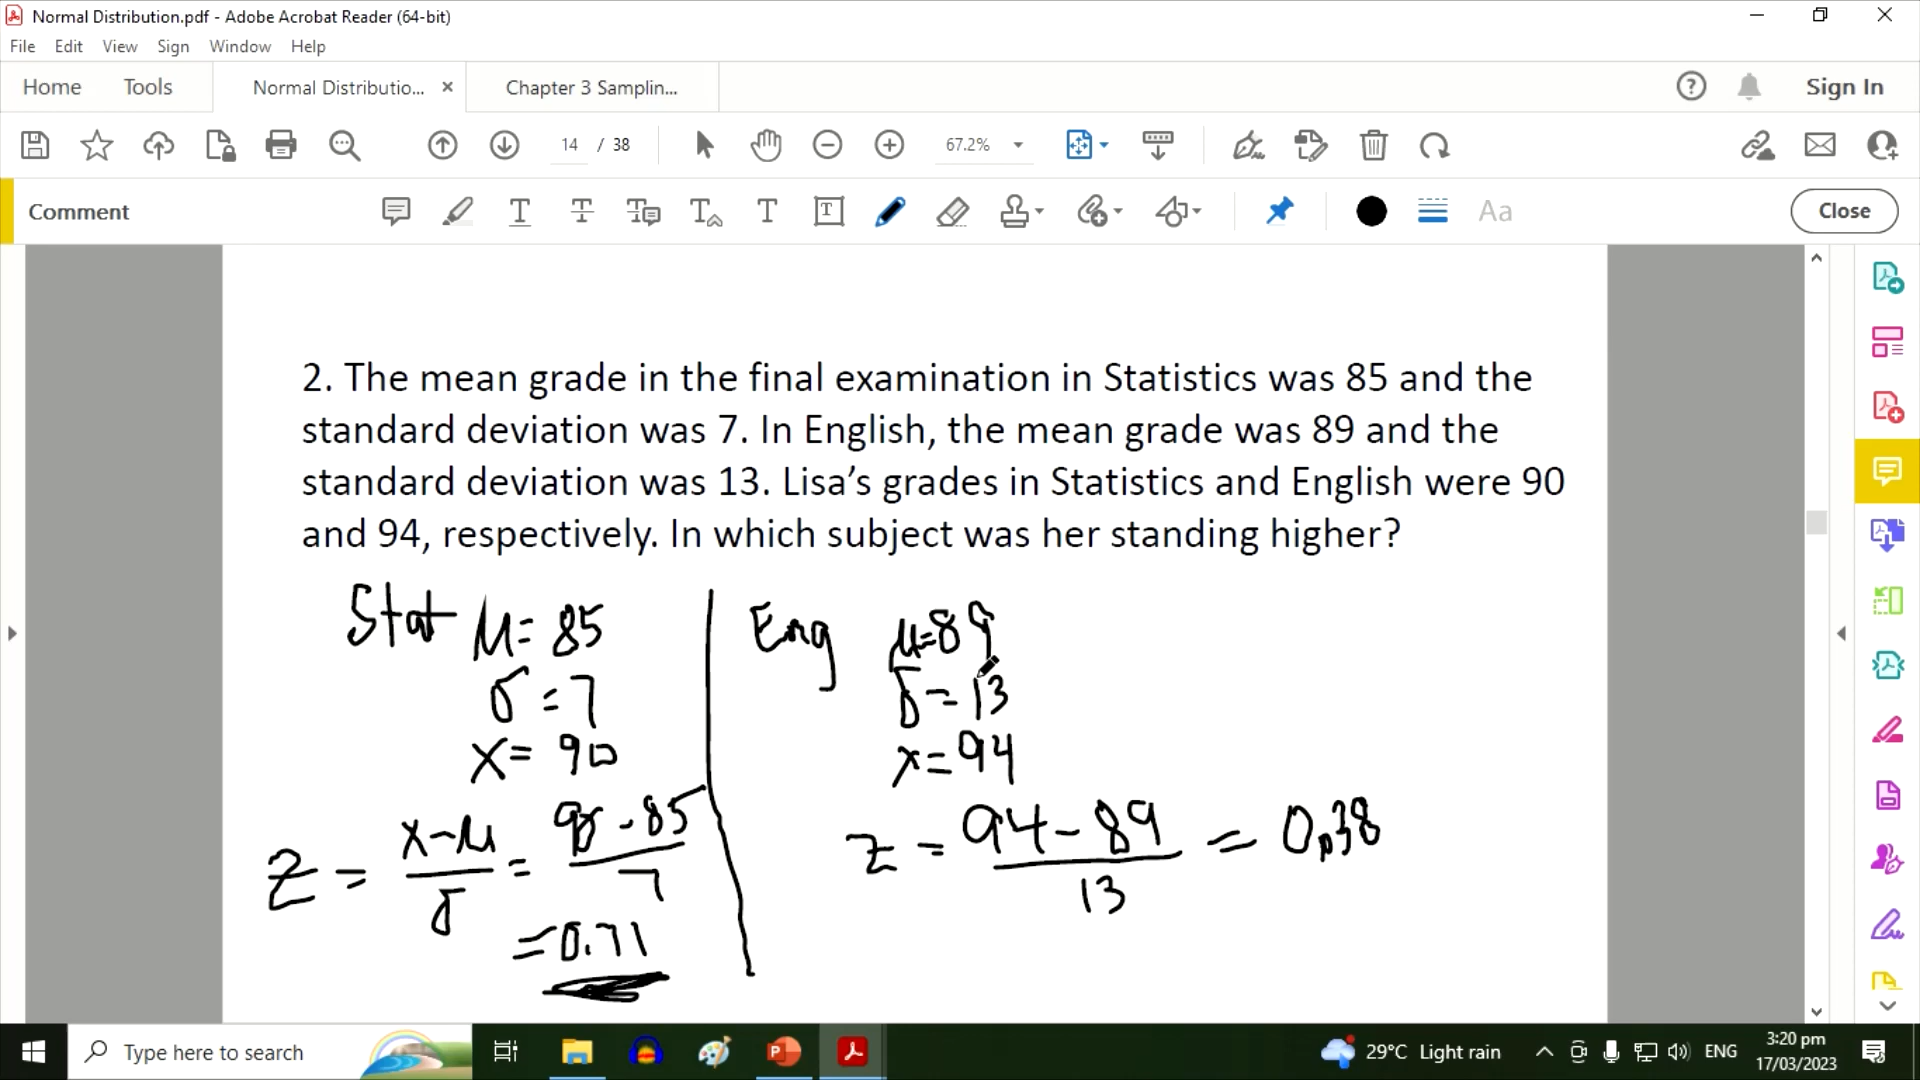 Normal Distribution.pdf - Adobe Acrobat Reader (64-bit)
File Edit View Sign Window Help
Home Tools Normal Distributio... × Chapter 3 Samplin... Sign In
14 / 38 67.2%
Comment Aa Close
2. The mean grade in the final examination in Statistics was 85 and the
standard deviation was 7. In English, the mean grade was 89 and the
standard deviation was 13. Lisa’s grades in Statistics and English were 90
and 94, respectively. In which subject was her standing higher?
Stat μ= 85
σ = 7
x = 90
Z = x-μ/σ = 90-85/7
= 0.71
Eng μ=89
σ=13
x=94
z = 94-89/13 = 0.38
Type here to search
29°C Light rain ENG 3:20 pm
17/03/2023